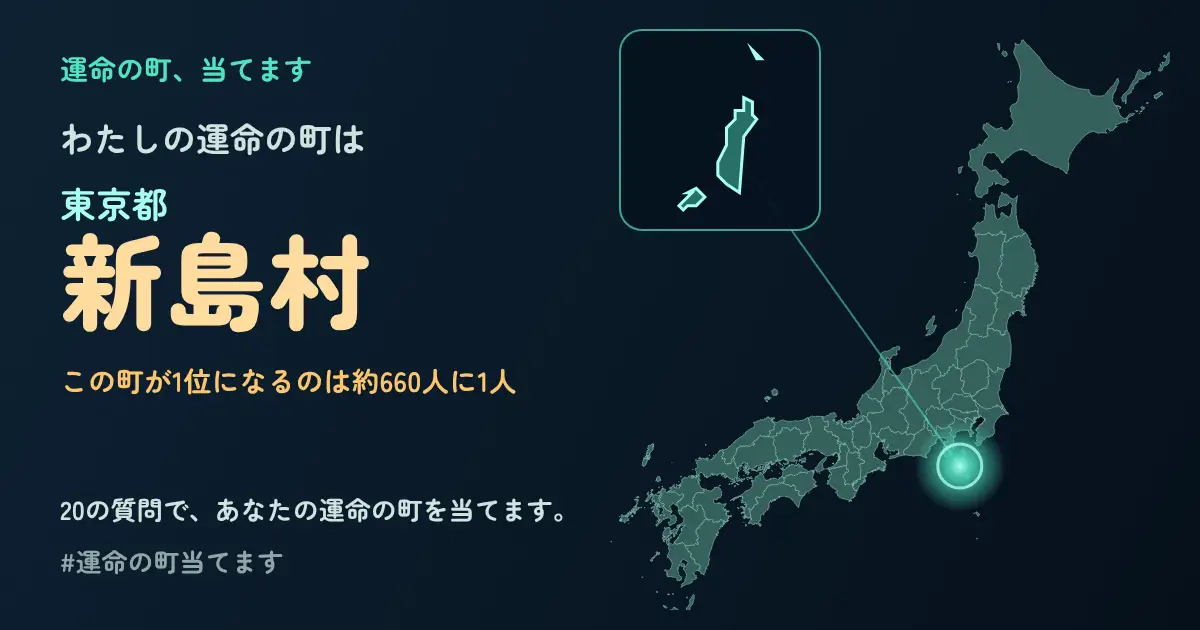 運命の町、当てます
わたしの運命の町は
東京都
新島村
この町が1位になるのは約660人に1人
20の質問で、あなたの運命の町を当てます。
#運命の町当てます